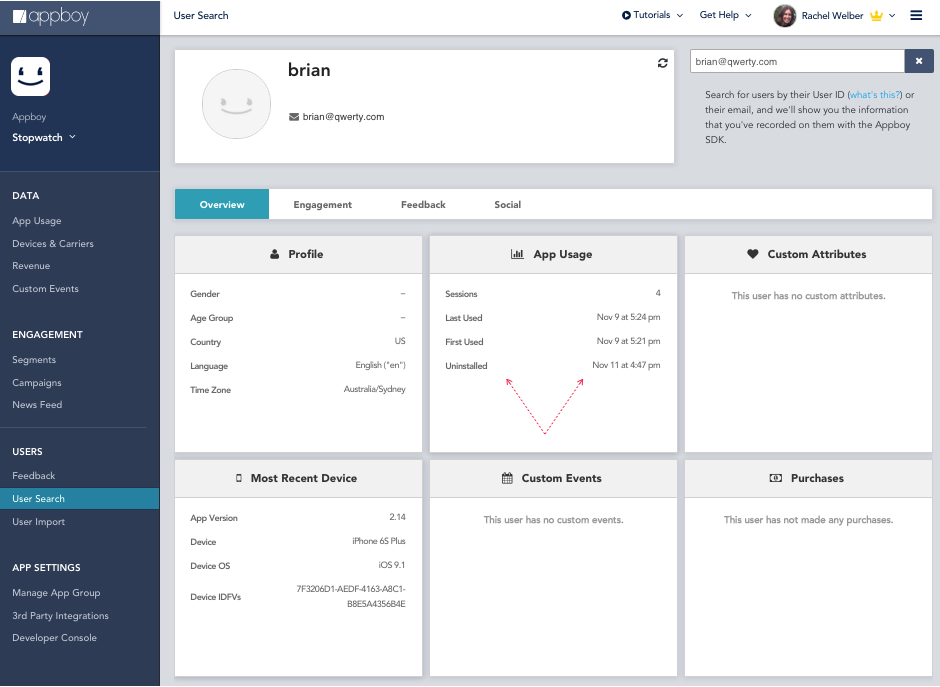 appboy
Appboy
Stopwatch
DATA
App Usage
Devices & Carriers
Revenue
Custom Events
ENGAGEMENT
Segments
Campaigns
News Feed
USERS
Feedback
User Search
User Import
APP SETTINGS
Manage App Group
3rd Party Integrations
Developer Console
User Search
Tutorials
Get Help
Rachel Welber
brian
brian@qwerty.com
brian@qwerty.com
Search for users by their User ID (what's this?) or
their email, and we'll show you the information
that you've recorded on them with the Appboy
SDK.
Overview Engagement Feedback Social
Profile
Gender –
Age Group –
Country US
Language English ("en")
Time Zone Australia/Sydney
App Usage
Sessions 4
Last Used Nov 9 at 5:24 pm
First Used Nov 9 at 5:21 pm
Uninstalled Nov 11 at 4:47 pm
Custom Attributes
This user has no custom attributes.
Most Recent Device
App Version 2.14
Device iPhone 6S Plus
Device OS iOS 9.1
Device IDFVs 7F3206D1-AEDF-4163-A8C1-
B8E5A4356B4E
Custom Events
This user has no custom events.
Purchases
This user has not made any purchases.